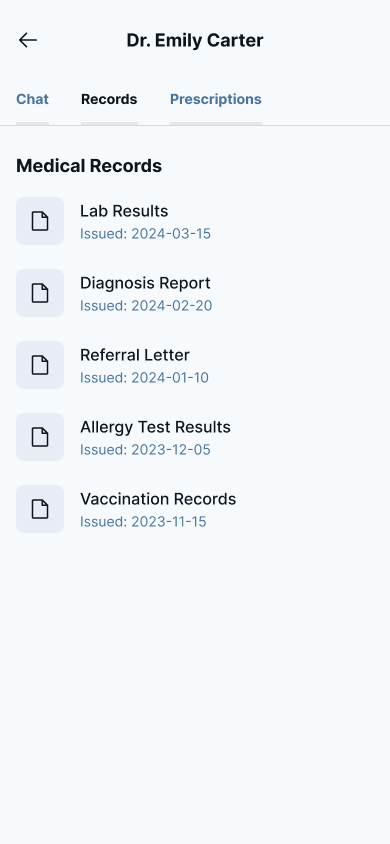 Dr. Emily Carter
Chat Records Prescriptions
Medical Records
Lab Results
Issued: 2024-03-15
Diagnosis Report
Issued: 2024-02-20
Referral Letter
Issued: 2024-01-10
Allergy Test Results
Issued: 2023-12-05
Vaccination Records
Issued: 2023-11-15